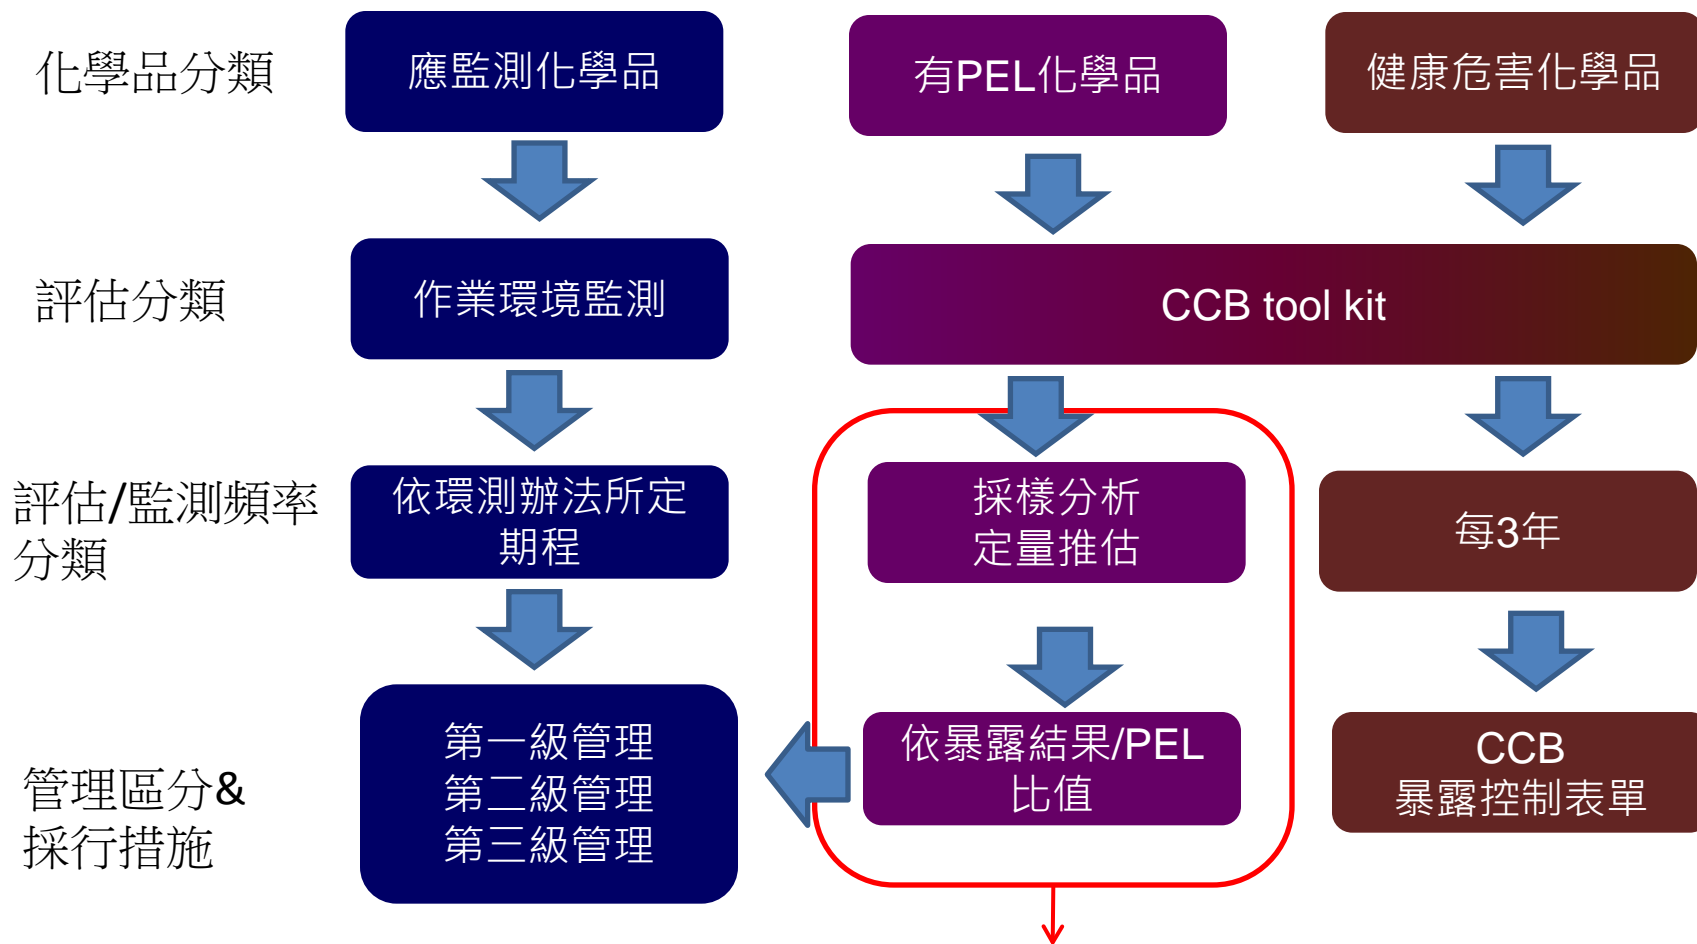 化學品分類
應監測化學品
有PEL化學品
健康危害化學品
評估分類
作業環境監測
CCB tool kit
評估/監測頻率
分類
依環測辦法所定
期程
採樣分析
定量推估
每3年
管理區分&
採行措施
第一級管理
第二級管理
第三級管理
依暴露結果/PEL
比值
CCB
暴露控制表單